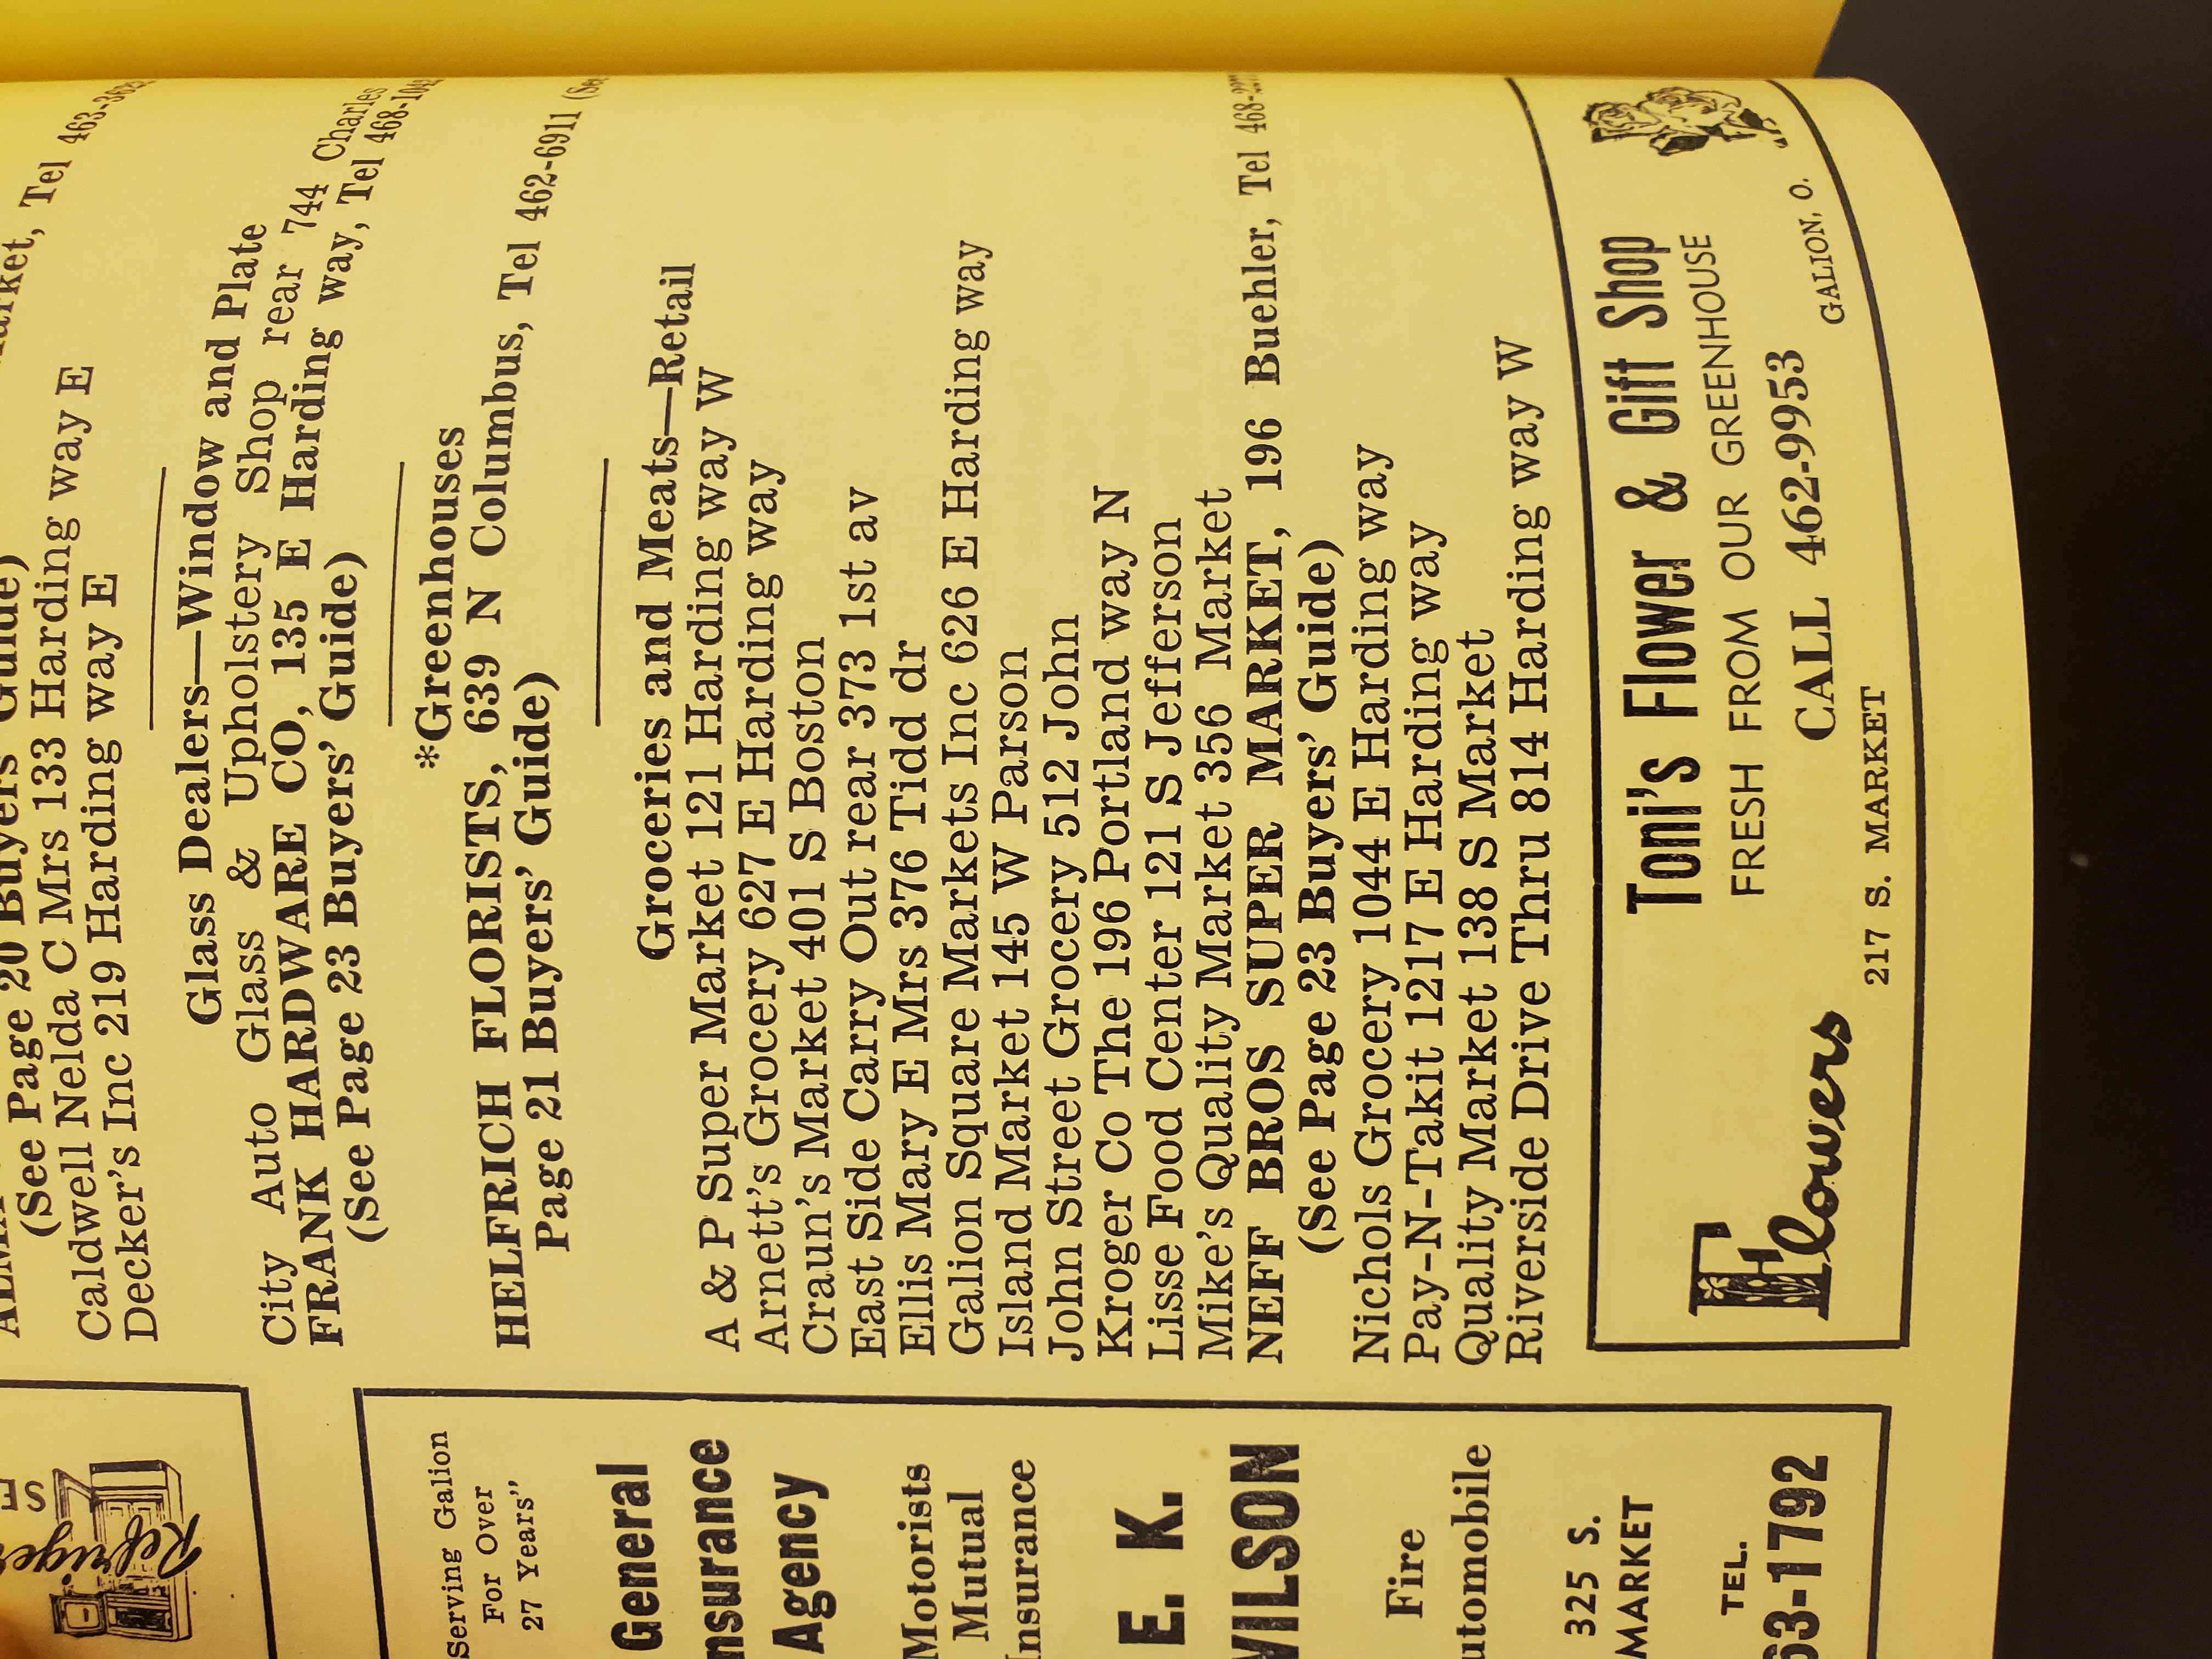 (See Page 20 Buyers' Guide)
Caldwell Nelda C Mrs 133 Harding way E
Decker's Inc 219 Harding way E
Glass Dealers—Window and Plate
City Auto Glass & Upholstery Shop rear 744 Charles
FRANK HARDWARE CO, 135 E Harding way, Tel
(See Page 23 Buyers' Guide)
*Greenhouses
HELFRICH FLORISTS, 639 N Columbus, Tel 462-6911 (See
Page 21 Buyers' Guide)
Groceries and Meats—Retail
A & P Super Market 121 Harding way W
Arnett's Grocery 627 E Harding way
Craun's Market 401 S Boston
East Side Carry Out rear 373 1st av
Ellis Mary E Mrs 376 Tidd dr
Galion Square Markets Inc 626 E Harding way
Island Market 145 W Parson
John Street Grocery 512 John
Kroger Co The 196 Portland way N
Lisse Food Center 121 S Jefferson
Mike's Quality Market 356 Market
NEFF BROS SUPER MARKET, 196 Buehler, Tel
(See Page 23 Buyers' Guide)
Nichols Grocery 1044 E Harding way
Pay-N-Takit 1217 E Harding way
Quality Market 138 S Market
Riverside Drive Thru 814 Harding way W
Flowers
Toni's Flower & Gift Shop
FRESH FROM OUR GREENHOUSE
CALL 462-9953
217 S. MARKET
GALION, O.
Serving Galion
For Over
27 Years"
General
Insurance
Agency
Motorists
Mutual
Insurance
E. K.
WILSON
Fire
Automobile
325 S.
MARKET
TEL.
63-1792